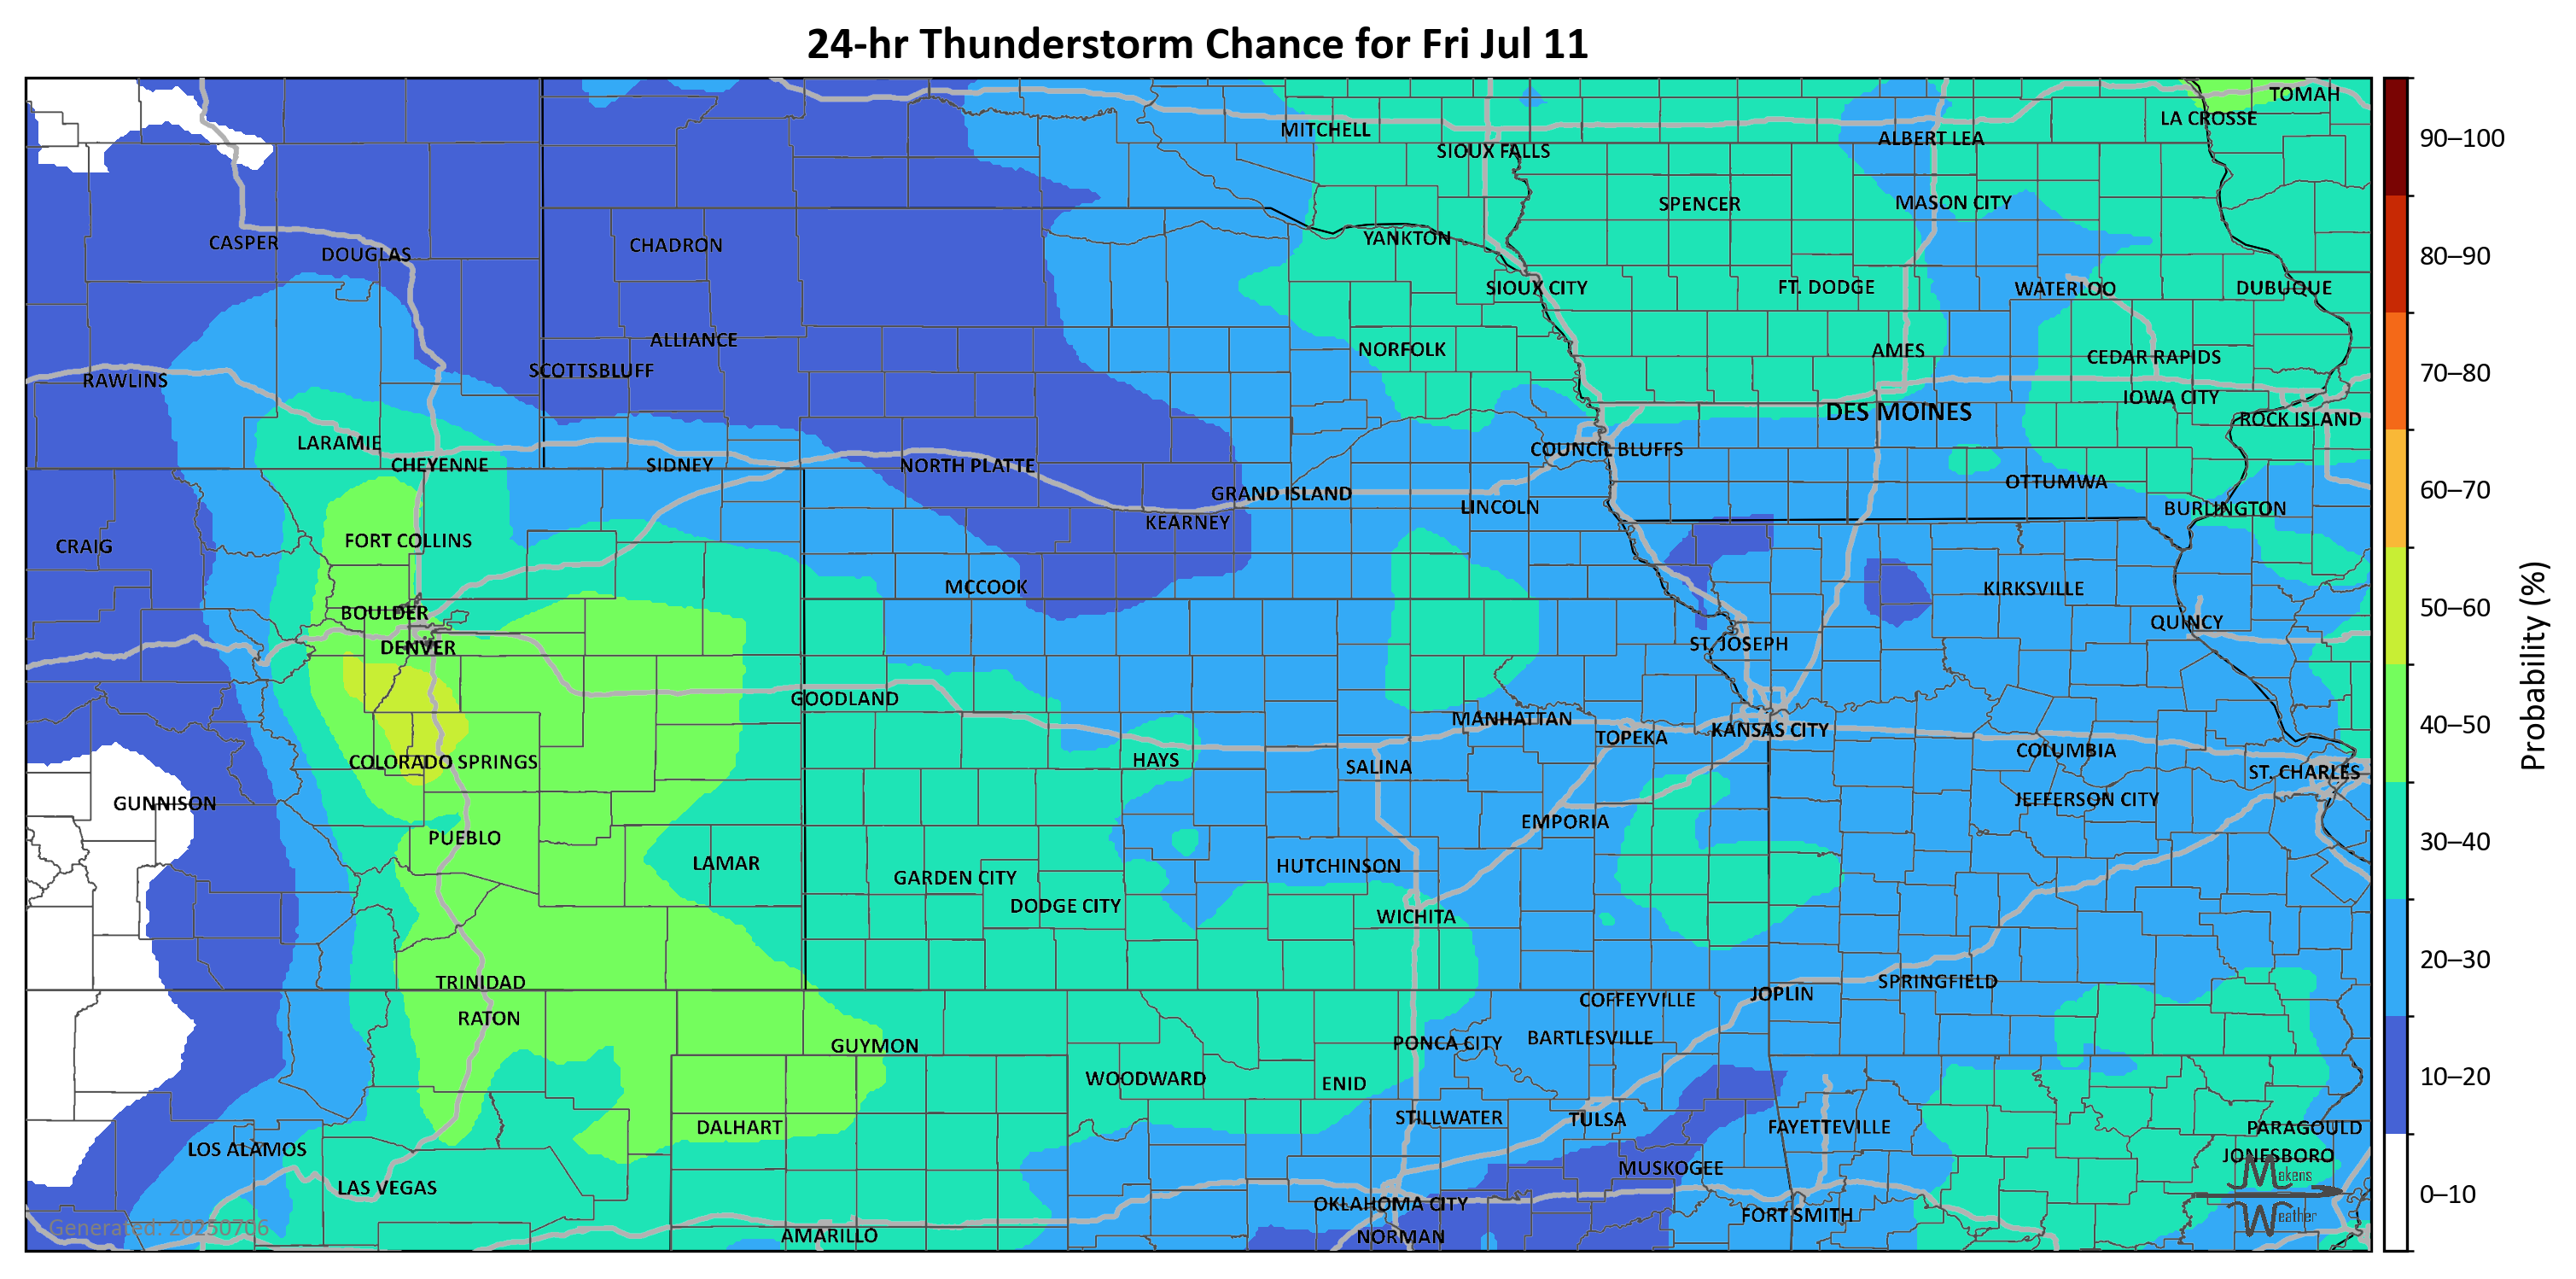 24-hr Thunderstorm Chance for Fri Jul 11
TOMAH
LA CROSSE
MITCHELL
ALBERT LEA
SIOUX FALLS
SPENCER
MASON CITY
CASPER
DOUGLAS
CHADRON
YANKTON
SIOUX CITY
FT. DODGE
WATERLOO
DUBUQUE
ALLIANCE
NORFOLK
AMES
CEDAR RAPIDS
RAWLINS
SCOTTSBLUFF
IOWA CITY
DES MOINES
ROCK ISLAND
LARAMIE
COUNCIL BLUFFS
CHEYENNE
SIDNEY
NORTH PLATTE
OTTUMWA
GRAND ISLAND
LINCOLN
BURLINGTON
KEARNEY
CRAIG
FORT COLLINS
MCCOOK
KIRKSVILLE
BOULDER
QUINCY
DENVER
ST. JOSEPH
GOODLAND
MANHATTAN
TOPEKA
KANSAS CITY
COLUMBIA
COLORADO SPRINGS
HAYS
SALINA
ST. CHARLES
GUNNISON
JEFFERSON CITY
EMPORIA
PUEBLO
LAMAR
HUTCHINSON
GARDEN CITY
DODGE CITY
WICHITA
TRINIDAD
SPRINGFIELD
JOPLIN
COFFEYVILLE
RATON
BARTLESVILLE
PONCA CITY
GUYMON
WOODWARD
ENID
STILLWATER
TULSA
DALHART
FAYETTEVILLE
PARAGOULD
LOS ALAMOS
JONESBORO
MUSKOGEE
LAS VEGAS
OKLAHOMA CITY
FORT SMITH
AMARILLO
NORMAN
Generated: 20250706
Mekens
Weather
90–100
80–90
70–80
60–70
50–60
40–50
30–40
20–30
10–20
0–10
Probability (%)